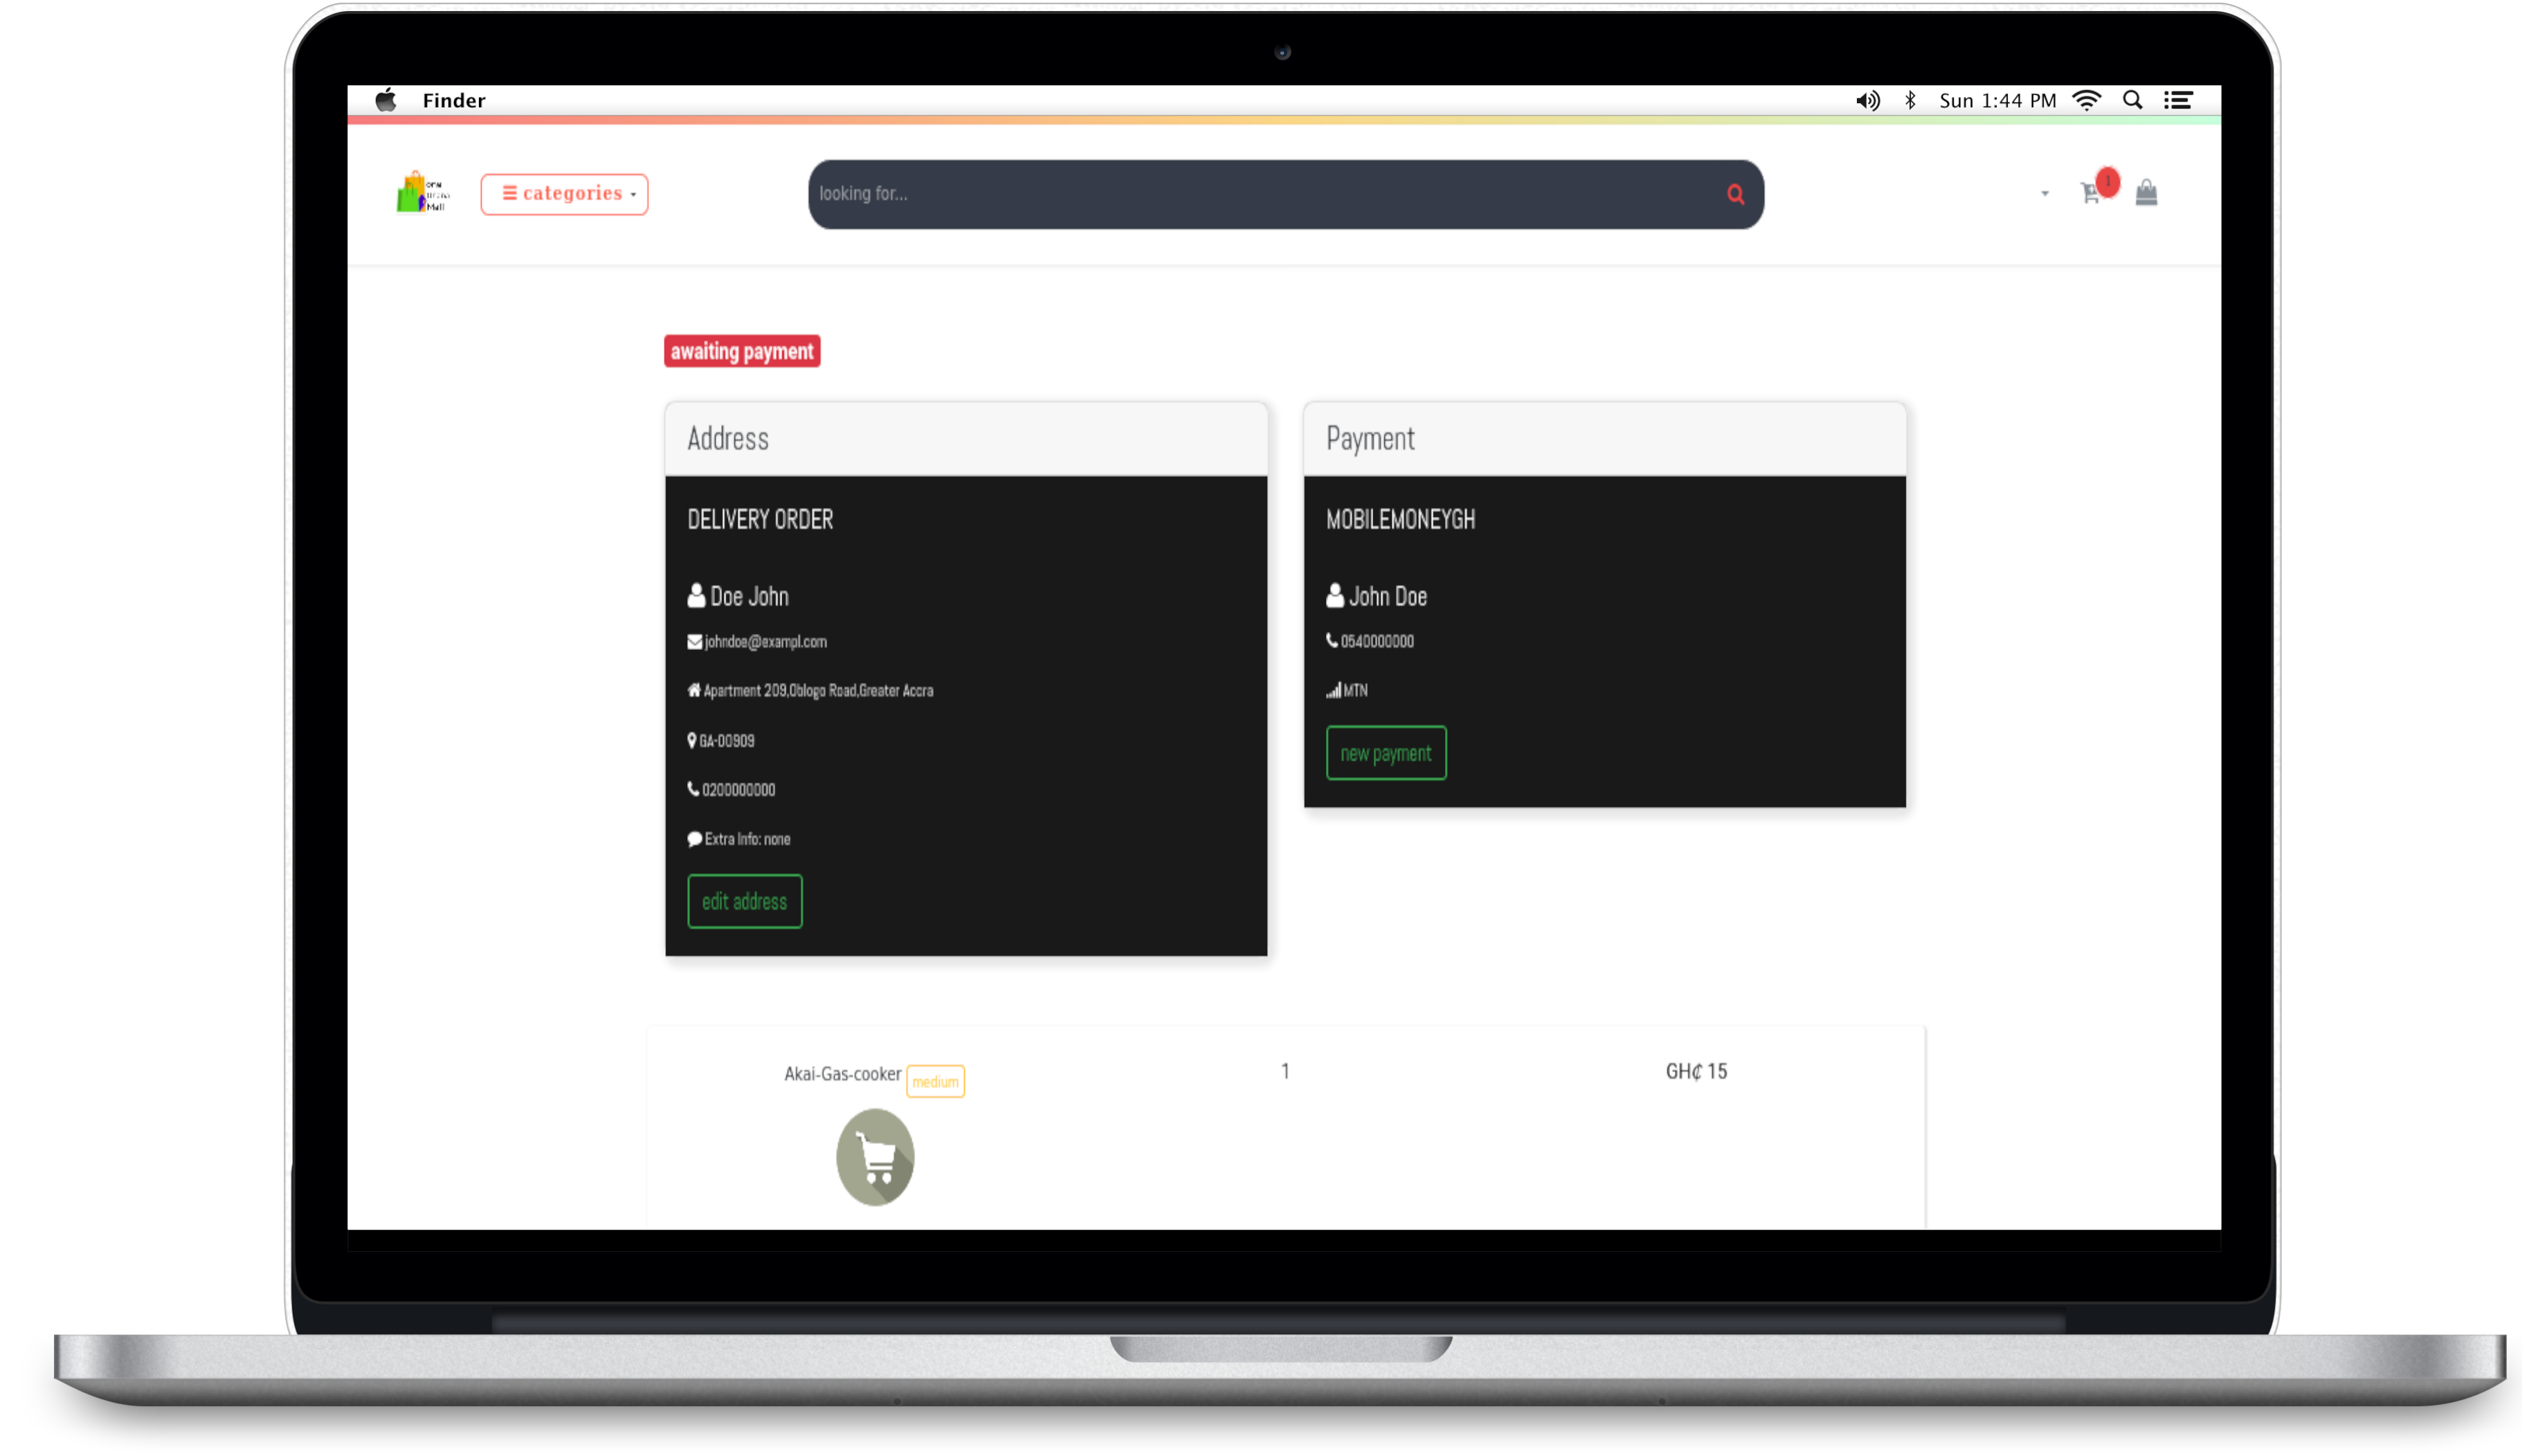 Finder
Sun 1:44 PM
Mall
categories
looking for...
1
awaiting payment
Address
DELIVERY ORDER
Doe John
johndoe@exampl.com
Apartment 209,Oblogo Road,Greater Accra
GA-00909
0200000000
Extra Info: none
edit address
Payment
MOBILEMONEYGH
John Doe
0540000000
MTN
new payment
Akai-Gas-cooker medium
1
GH₵ 15